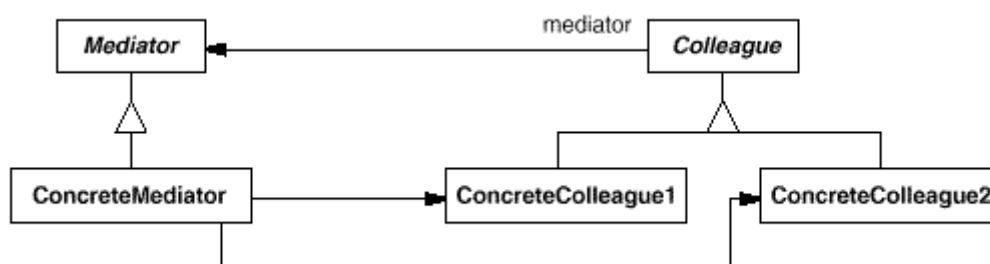 mediator
Mediator
Colleague
ConcreteMediator
ConcreteColleague1
ConcreteColleague2